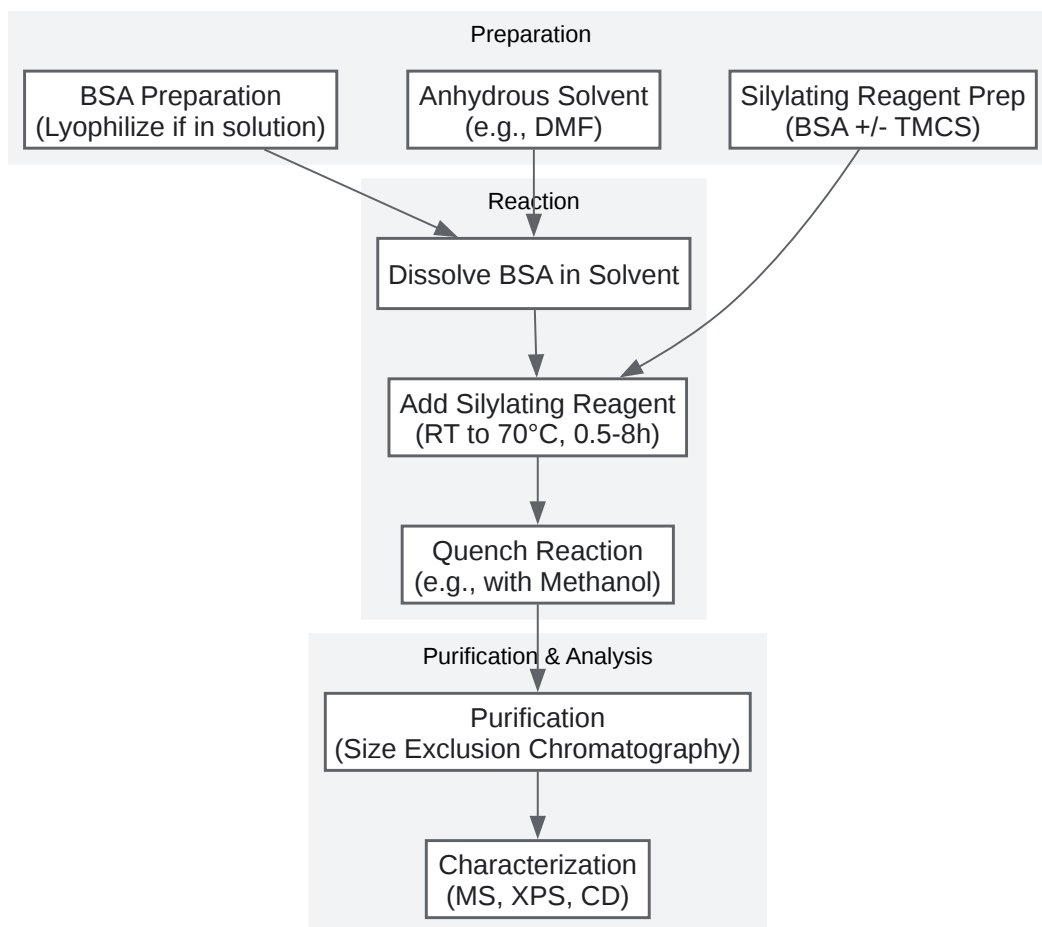 Preparation
BSA Preparation
(Lyophilize if in solution)
Anhydrous Solvent
(e.g., DMF)
Silylating Reagent Prep
(BSA +/- TMCS)
Reaction
Dissolve BSA in Solvent
Add Silylating Reagent
(RT to 70°C, 0.5-8h)
Quench Reaction
(e.g., with Methanol)
Purification & Analysis
Purification
(Size Exclusion Chromatography)
Characterization
(MS, XPS, CD)